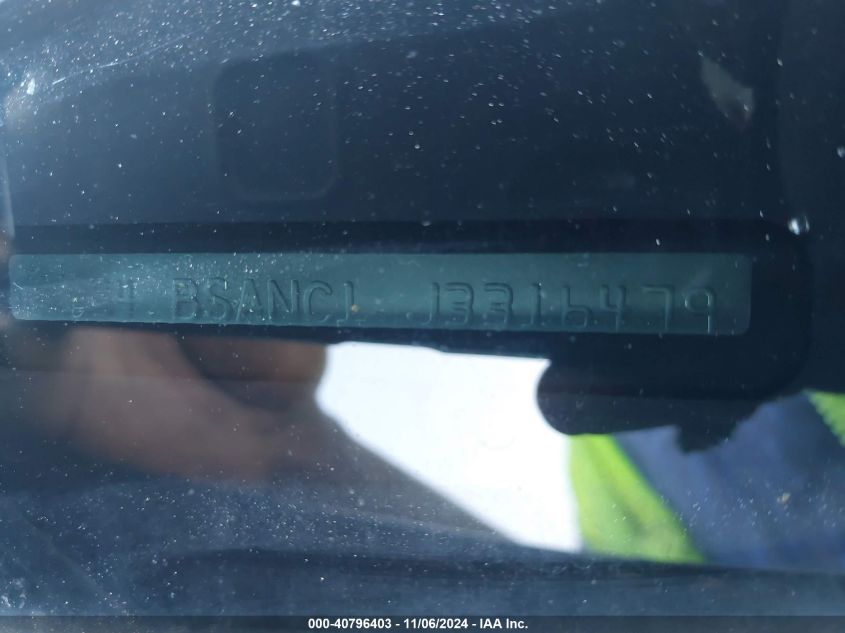 BSANC1 J3316479
000-40796403 - 11/06/2024 - IAA Inc.